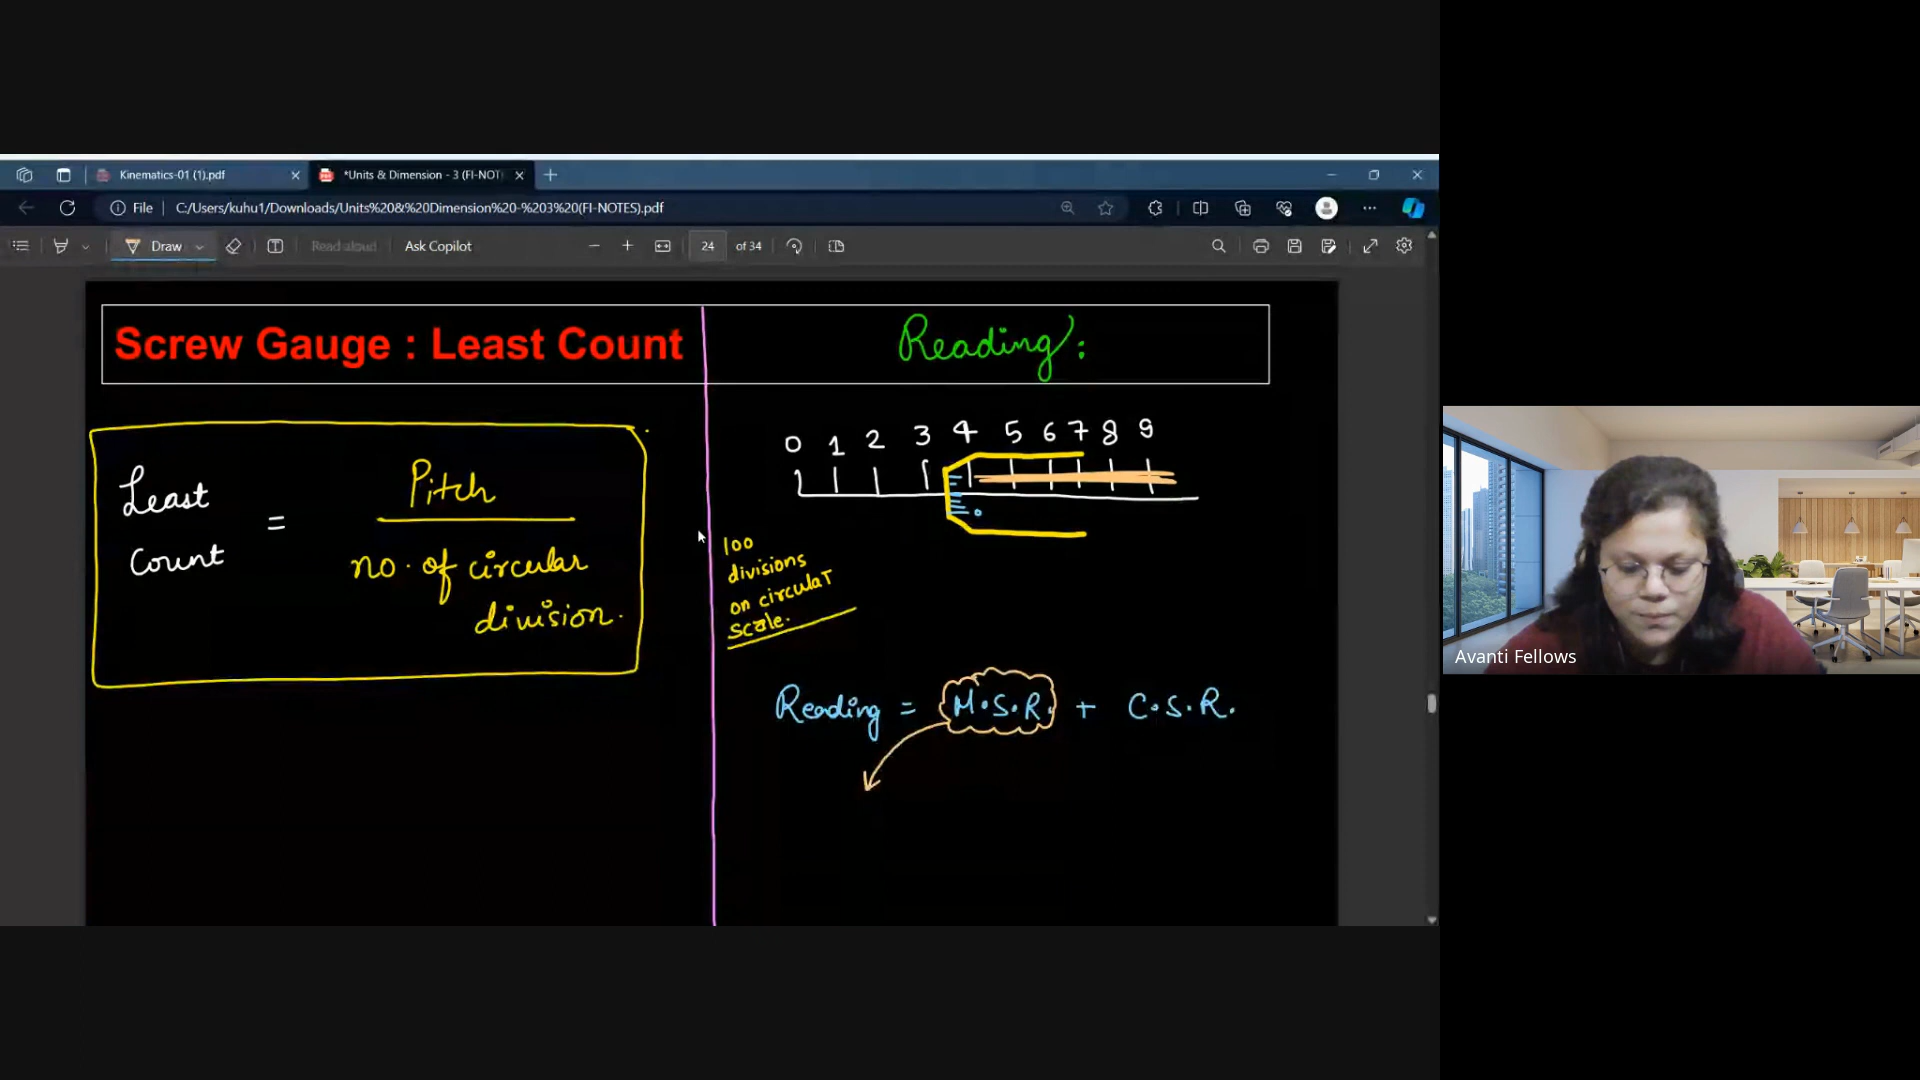 Kinematics-01 (1).pdf
*Units & Dimension - 3 (FI-NOT
File
C:/Users/kuhu1/Downloads/Units%20&%20Dimension%20-%203%20(FI-NOTES).pdf
Draw
Read aloud
Ask Copilot
24
of 34
Screw Gauge : Least Count
Reading:
Least
Count
=
Pitch
no. of circular
division.
0 1 2 3 4 5 6 7 8 9
0
100
divisions
on circular
scale.
Reading = M.S.R. + C.S.R.
Avanti Fellows